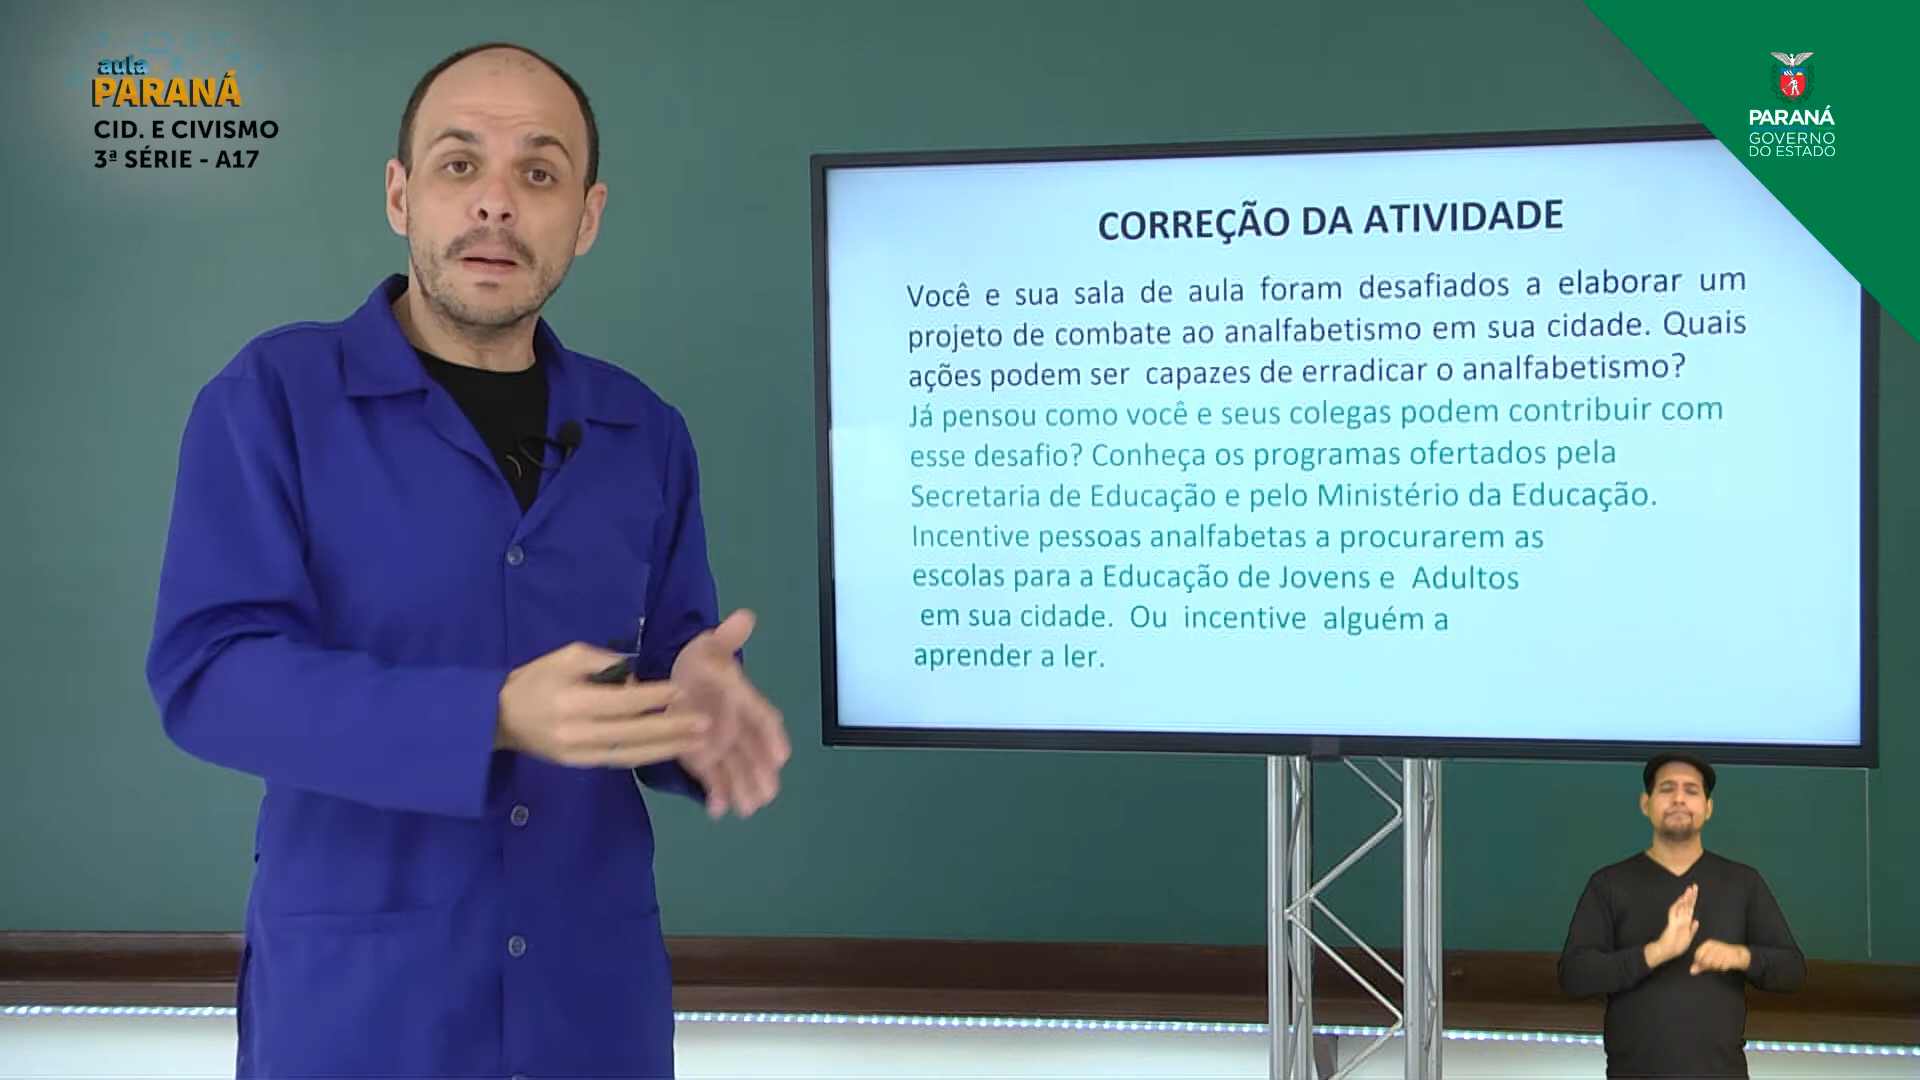 aula
PARANÁ
CID. E CIVISMO
3ª SÉRIE - A17
PARANÁ
GOVERNO
DO ESTADO
CORREÇÃO DA ATIVIDADE
Você e sua sala de aula foram desafiados a elaborar um
projeto de combate ao analfabetismo em sua cidade. Quais
ações podem ser capazes de erradicar o analfabetismo?
Já pensou como você e seus colegas podem contribuir com
esse desafio? Conheça os programas ofertados pela
Secretaria de Educação e pelo Ministério da Educação.
Incentive pessoas analfabetas a procurarem as
escolas para a Educação de Jovens e Adultos
em sua cidade. Ou incentive alguém a
aprender a ler.